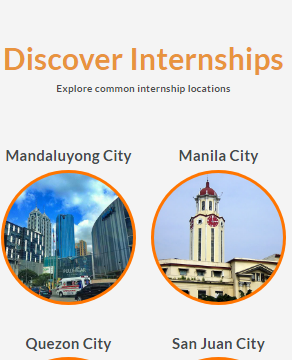 Discover Internships
Explore common internship locations
Mandaluyong City
Manila City
Quezon City
San Juan City